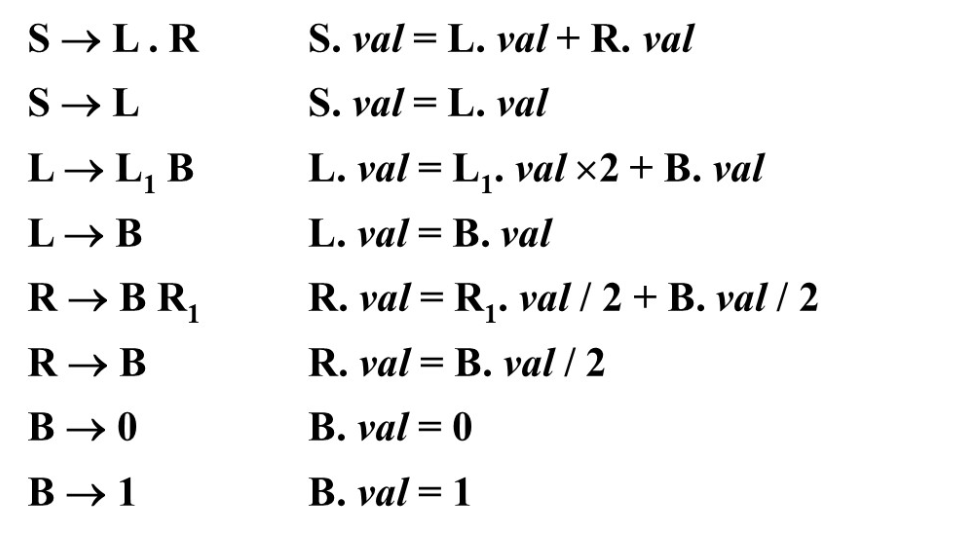 S → L . R S. val = L. val + R. val
S → L S. val = L. val
L → L₁ B L. val = L₁. val ×2 + B. val
L → B L. val = B. val
R → B R₁ R. val = R₁. val / 2 + B. val / 2
R → B R. val = B. val / 2
B → 0 B. val = 0
B → 1 B. val = 1